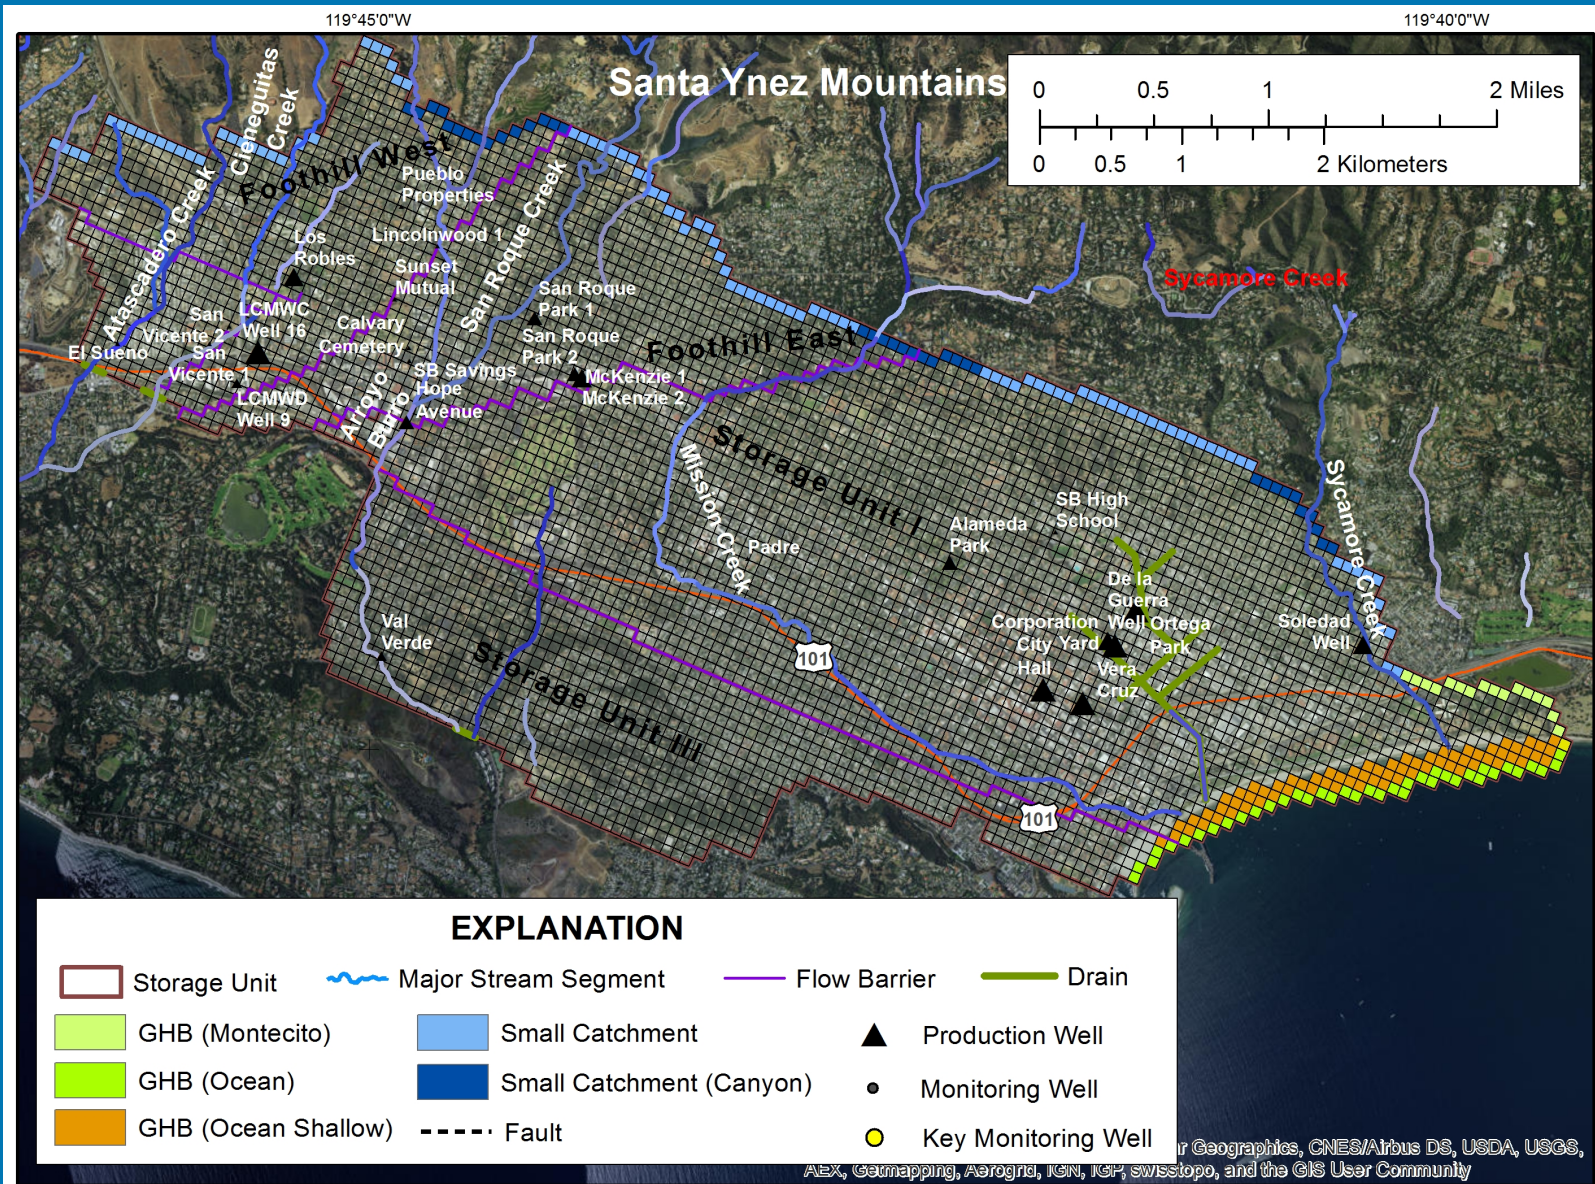 119°45'0"W
119°40'0"W
Santa Ynez Mountains
0 0.5 1 2 Miles
0 0.5 1 2 Kilometers
Cieneguitas
Creek
Foothill West
Pueblo
Properties
Atascadero Creek
San Roque Creek
Lincolnwood 1
Los
Robles
Sunset
Mutual
Sycamore Creek
San Roque
Park 1
San
Vicente 2
LCMWC
Well 16
Calvary
Cemetery
San Roque
Park 2
Foothill East
El Sueno
San
Vicente 1
SB Savings
McKenzie 1
McKenzie 2
Hope
Avenue
LCMWD
Well 9
Arroyo
Burro
Storage Unit I
Mission Creek
Sycamore Creek
SB High
School
Alameda
Park
Padre
De la
Guerra
Well
Corporation
Yard
Ortega
Park
City
Hall
Vera
Cruz
Soledad
Well
Val
Verde
101
Storage Unit III
101
EXPLANATION
Storage Unit
Major Stream Segment
Flow Barrier
Drain
GHB (Montecito)
Small Catchment
Production Well
GHB (Ocean)
Small Catchment (Canyon)
Monitoring Well
GHB (Ocean Shallow)
Fault
Key Monitoring Well
r Geographics, CNES/Airbus DS, USDA, USGS,
AEX, Getmapping, Aerogrid, IGN, IGP, swisstopo, and the GIS User Community